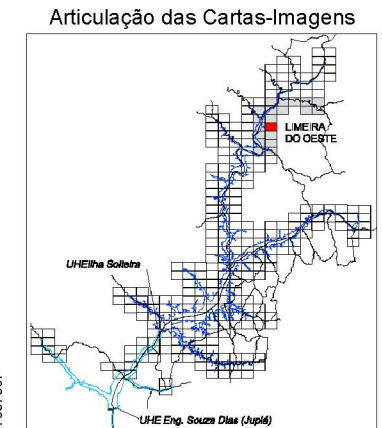 Articulação das Cartas-Imagens
LIMEIRA
DO OESTE
UHEIlha Solteira
UHE Eng. Souza Dias (Jupiá)